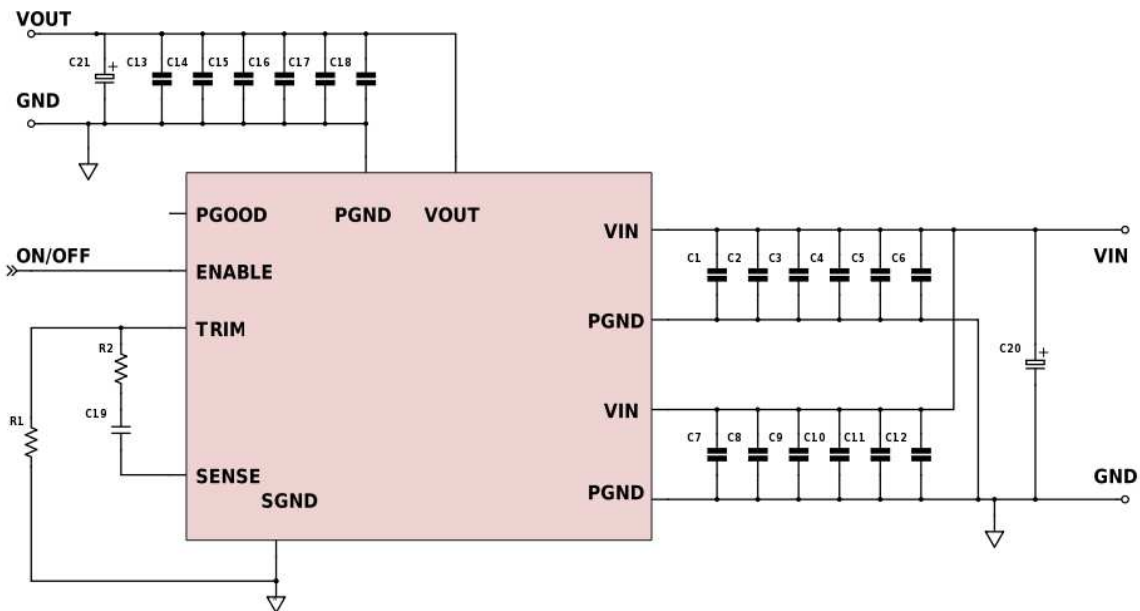 VOUT
C21 + C13 C14 C15 C16 C17 C18
GND
PGOOD PGND VOUT
VIN
ON/OFF
ENABLE
VIN
C1 C2 C3 C4 C5 C6
TRIM
PGND
R2
C20 +
C19
R1
VIN
C7 C8 C9 C10 C11 C12
SENSE
GND
SGND
PGND